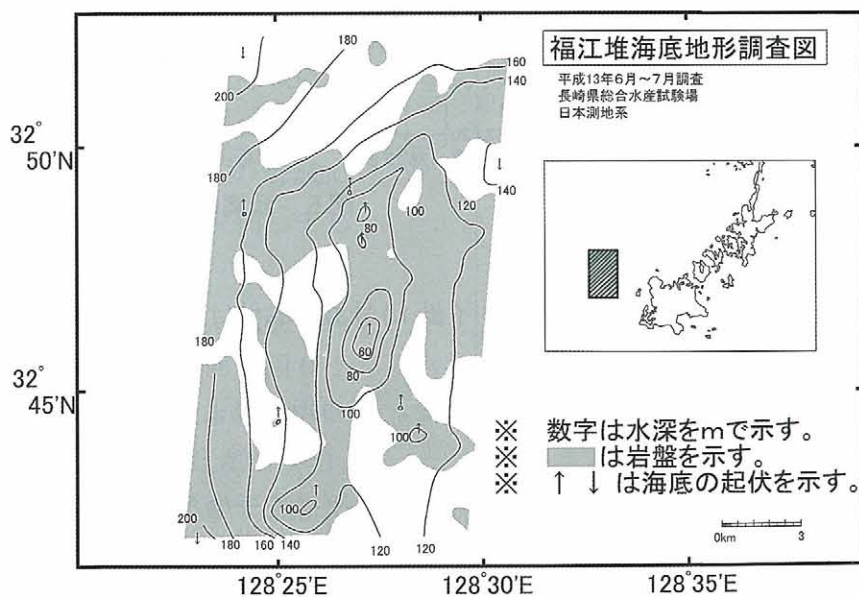 福江堆海底地形調査図
平成13年6月～7月調査
長崎県総合水産試験場
日本測地系
32°
50'N
32°
45'N
180
200
160
140
180
140
120
100
80
180
60
80
100
100
100
200
180
160
140
120
120
※ 数字は水深をmで示す。
※ は岩盤を示す。
※ ↑ ↓ は海底の起伏を示す。
0km 3
128°25'E 128°30'E 128°35'E